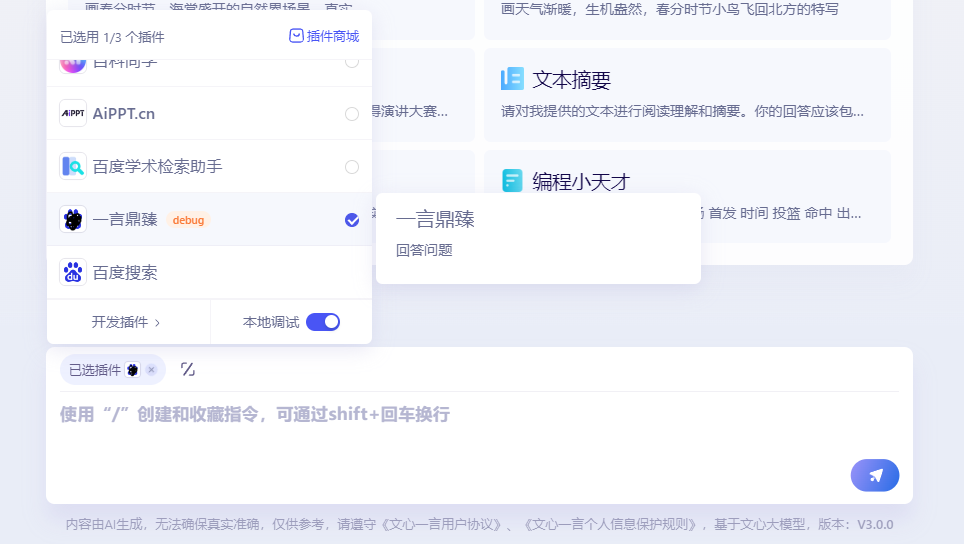 画春分时节，海棠盛开的自然界场景，真实
画天气渐暖，生机盎然，春分时节小鸟飞回北方的特写
已选用 1/3 个插件
插件商城
百科同学
AiPPT
AiPPT.cn
百度学术检索助手
一言鼎臻
debug
百度搜索
开发插件
本地调试
得演讲大赛...
文本摘要
请对我提供的文本进行阅读理解和摘要。你的回答应该包...
编程小天才
首发 时间 投篮 命中 出...
一言鼎臻
回答问题
已选插件
使用“/”创建和收藏指令，可通过shift+回车换行
内容由AI生成，无法确保真实准确，仅供参考，请遵守《文心一言用户协议》、《文心一言个人信息保护规则》，基于文心大模型，版本：V3.0.0